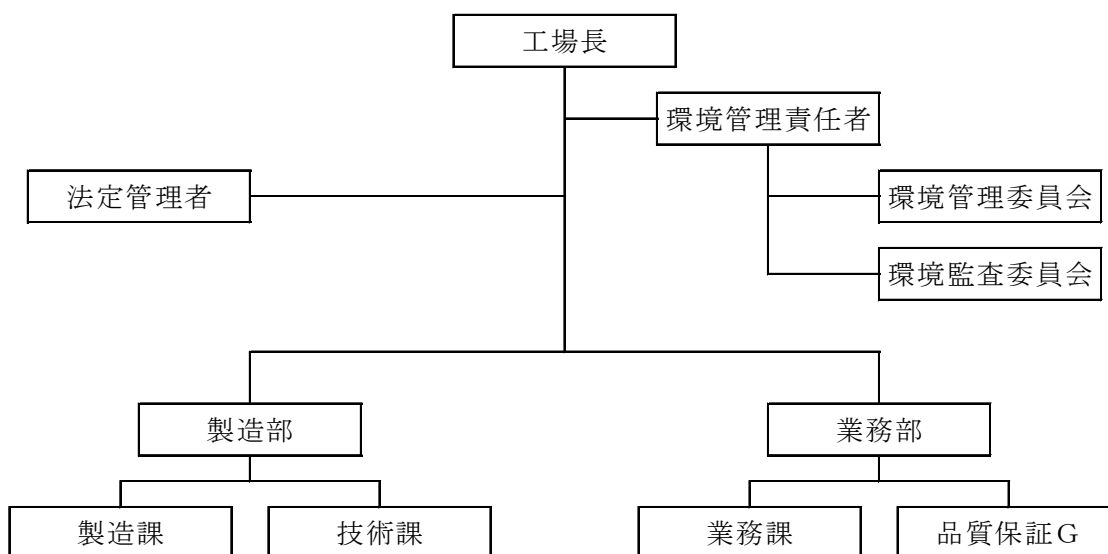 工場長
環境管理責任者
法定管理者
環境管理委員会
環境監査委員会
製造部
業務部
製造課
技術課
業務課
品質保証G